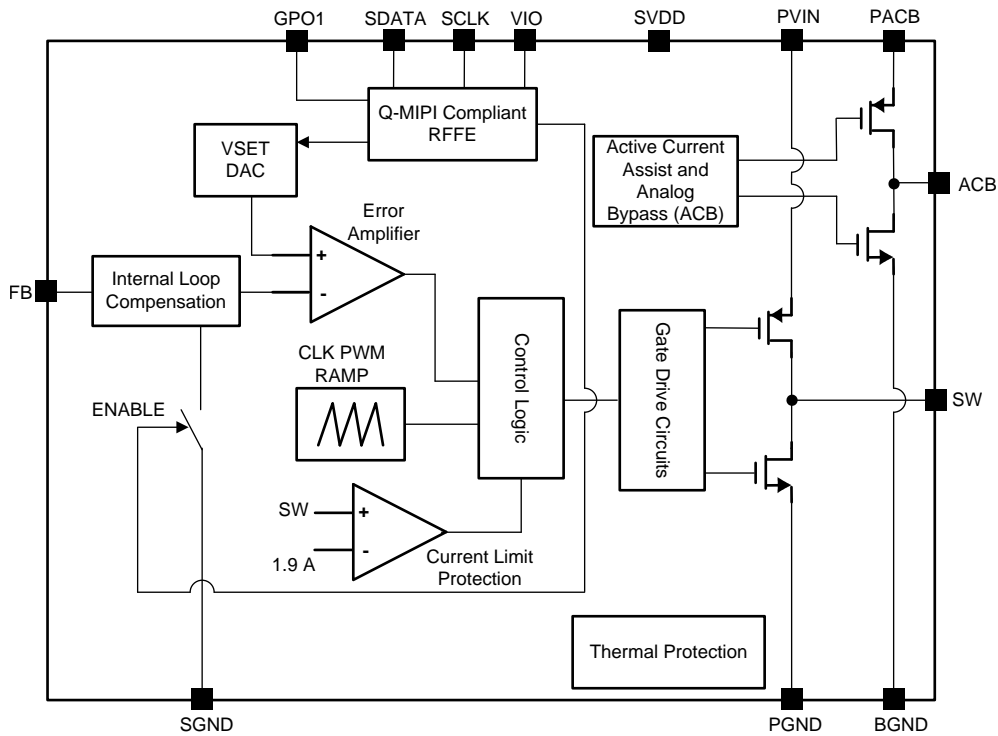 GPO1
SDATA
SCLK
VIO
SVDD
PVIN
PACB
Q-MIPI Compliant
RFFE
VSET
DAC
Active Current
Assist and
Analog
Bypass (ACB)
ACB
Error
Amplifier
+
-
FB
Internal Loop
Compensation
CLK PWM
RAMP
Control Logic
Gate Drive Circuits
SW
ENABLE
SW
+
1.9 A
-
Current Limit
Protection
Thermal Protection
SGND
PGND
BGND